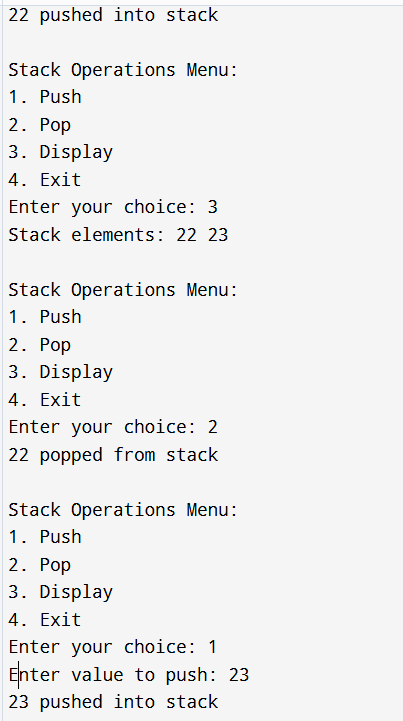 22 pushed into stack
Stack Operations Menu:
1. Push
2. Pop
3. Display
4. Exit
Enter your choice: 3
Stack elements: 22 23
Stack Operations Menu:
1. Push
2. Pop
3. Display
4. Exit
Enter your choice: 2
22 popped from stack
Stack Operations Menu:
1. Push
2. Pop
3. Display
4. Exit
Enter your choice: 1
Enter value to push: 23
23 pushed into stack